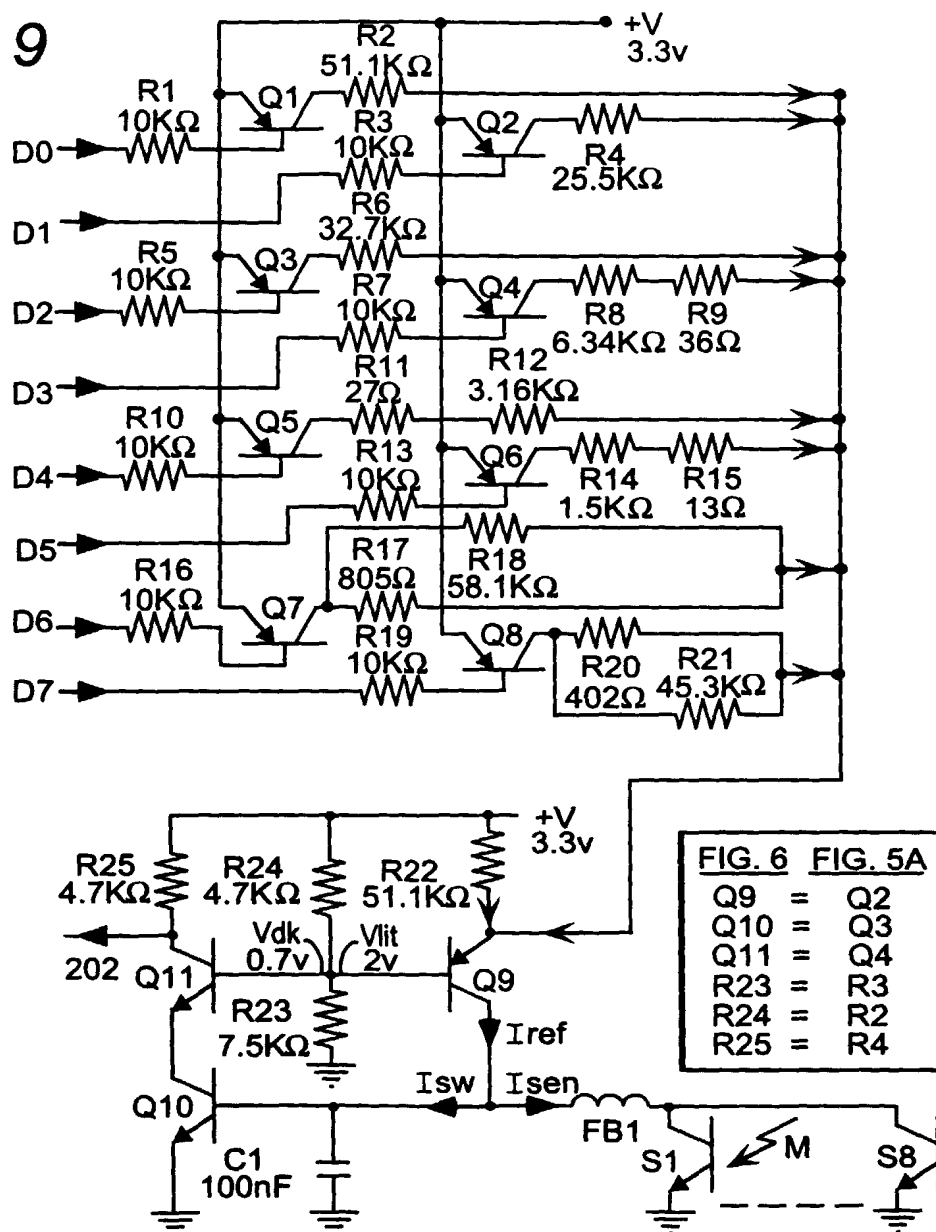 9
+V
3.3v
R2
51.1KΩ
R1
10KΩ
Q1
D0
R3
10KΩ
Q2
R4
25.5KΩ
D1
R6
32.7KΩ
R5
10KΩ
Q3
D2
R7
10KΩ
Q4
R8
6.34KΩ
R9
36Ω
D3
R11
27Ω
R12
3.16KΩ
R10
10KΩ
Q5
D4
R13
10KΩ
Q6
R14
1.5KΩ
R15
13Ω
D5
R18
58.1KΩ
R16
10KΩ
R17
805Ω
Q7
D6
R19
10KΩ
Q8
R20
402Ω
R21
45.3KΩ
D7
+V
3.3v
R25
4.7KΩ
R24
4.7KΩ
R22
51.1KΩ
202
Vdk
0.7v
Vlit
2v
Q11
Q9
R23
7.5KΩ
Iref
Q10
Isw
Isen
FB1
C1
100nF
S1
M
S8
FIG. 6 FIG. 5A
Q9 = Q2
Q10 = Q3
Q11 = Q4
R23 = R3
R24 = R2
R25 = R4